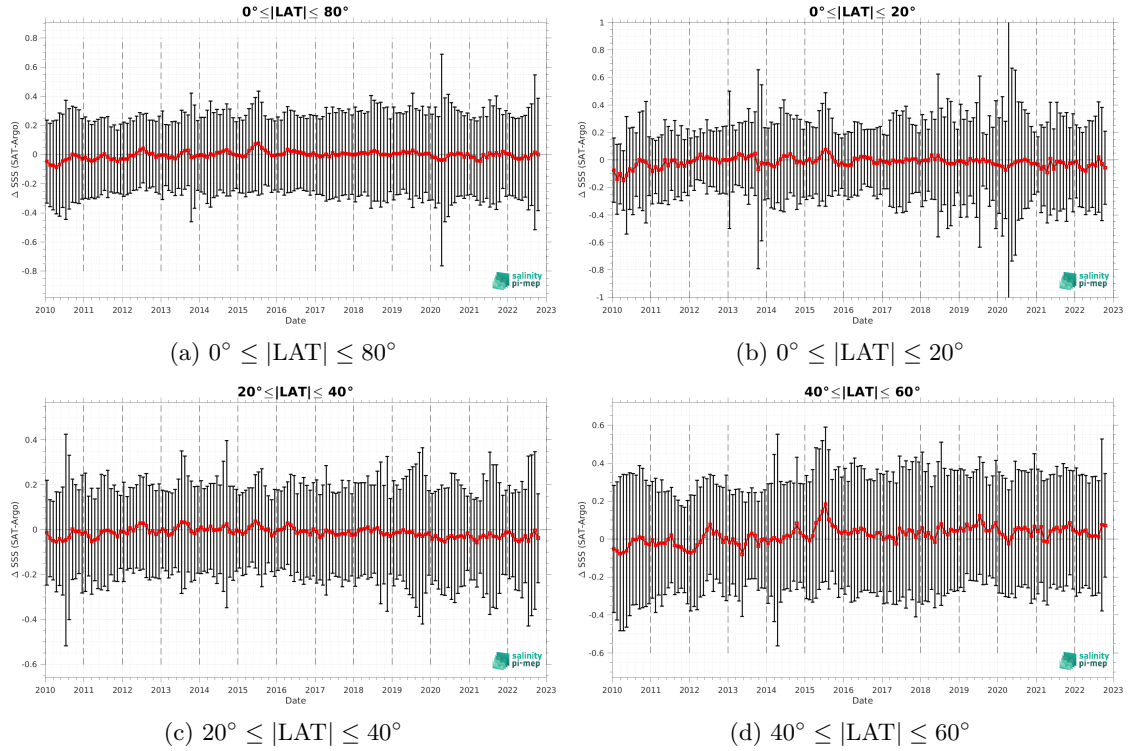 0°≤|LAT|≤ 80°
Δ SSS (SAT-Argo)
0.8
0.6
0.4
0.2
0
-0.2
-0.4
-0.6
-0.8
salinity
pi-mep
2010 2011 2012 2013 2014 2015 2016 2017 2018 2019 2020 2021 2022 2023
Date
(a) 0° ≤ |LAT| ≤ 80°
0°≤|LAT|≤ 20°
Δ SSS (SAT-Argo)
1
0.8
0.6
0.4
0.2
0
-0.2
-0.4
-0.6
-0.8
-1
salinity
pi-mep
2010 2011 2012 2013 2014 2015 2016 2017 2018 2019 2020 2021 2022 2023
Date
(b) 0° ≤ |LAT| ≤ 20°
20°≤|LAT|≤ 40°
Δ SSS (SAT-Argo)
0.4
0.2
0
-0.2
-0.4
-0.6
salinity
pi-mep
2010 2011 2012 2013 2014 2015 2016 2017 2018 2019 2020 2021 2022 2023
Date
(c) 20° ≤ |LAT| ≤ 40°
40°≤|LAT|≤ 60°
Δ SSS (SAT-Argo)
0.6
0.4
0.2
0
-0.2
-0.4
-0.6
salinity
pi-mep
2010 2011 2012 2013 2014 2015 2016 2017 2018 2019 2020 2021 2022 2023
Date
(d) 40° ≤ |LAT| ≤ 60°